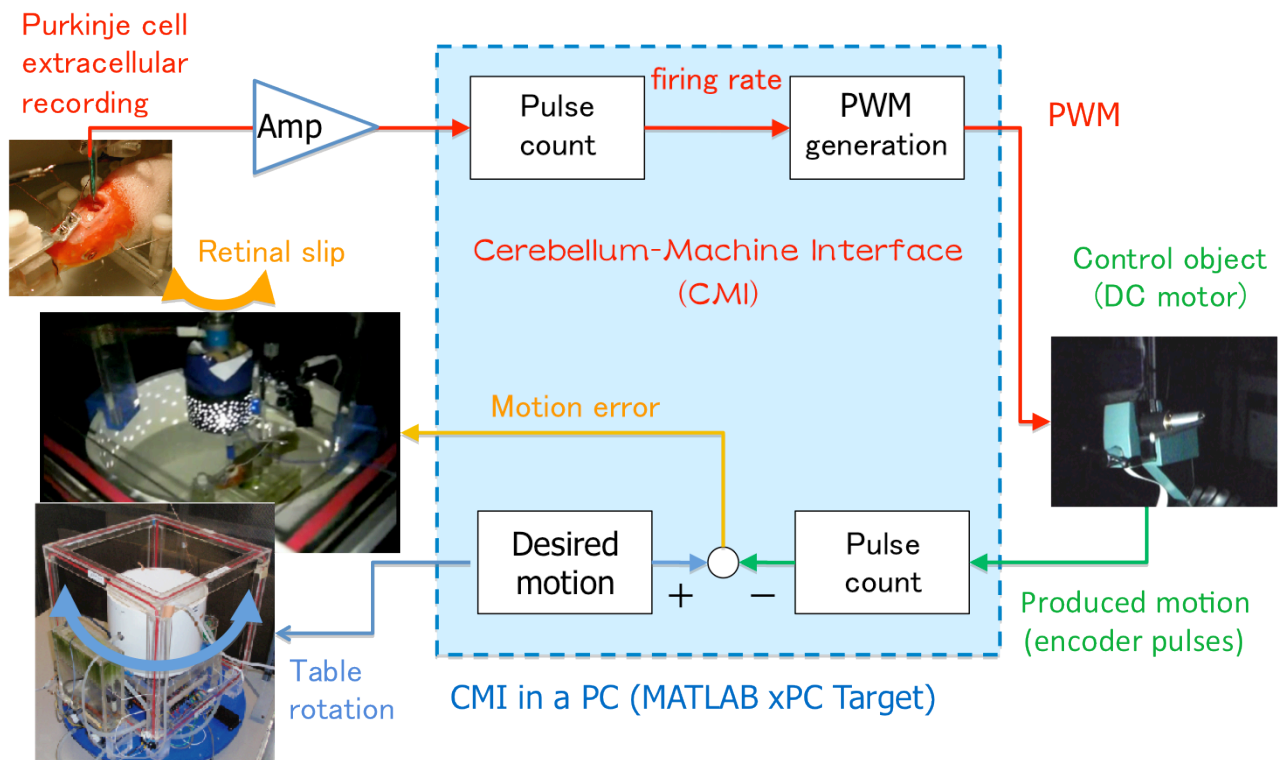 Purkinje cell
extracellular
recording
Amp
Pulse
count
firing rate
PWM
generation
PWM
Retinal slip
Cerebellum-Machine Interface
(CMI)
Control object
(DC motor)
Motion error
Desired
motion
+
−
Pulse
count
Produced motion
(encoder pulses)
Table
rotation
CMI in a PC (MATLAB xPC Target)